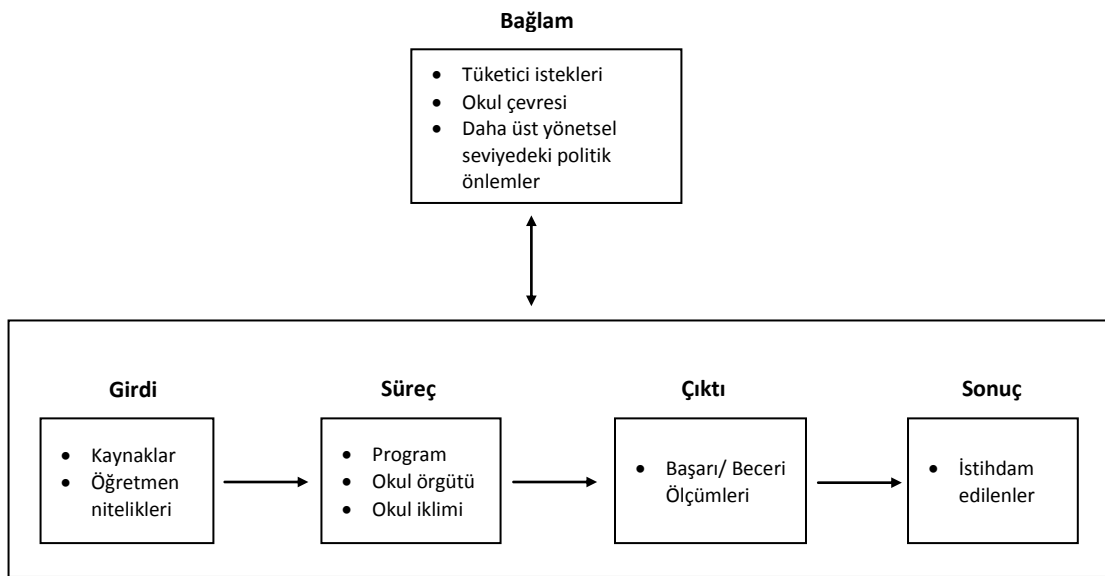 Bağlam
• Tüketici istekleri
• Okul çevresi
• Daha üst yönetsel
seviyedeki politik
önlemler
Girdi
• Kaynaklar
• Öğretmen
nitelikleri
Süreç
• Program
• Okul örgütü
• Okul iklimi
Çıktı
• Başarı/ Beceri
Ölçümleri
Sonuç
• İstihdam
edilenler